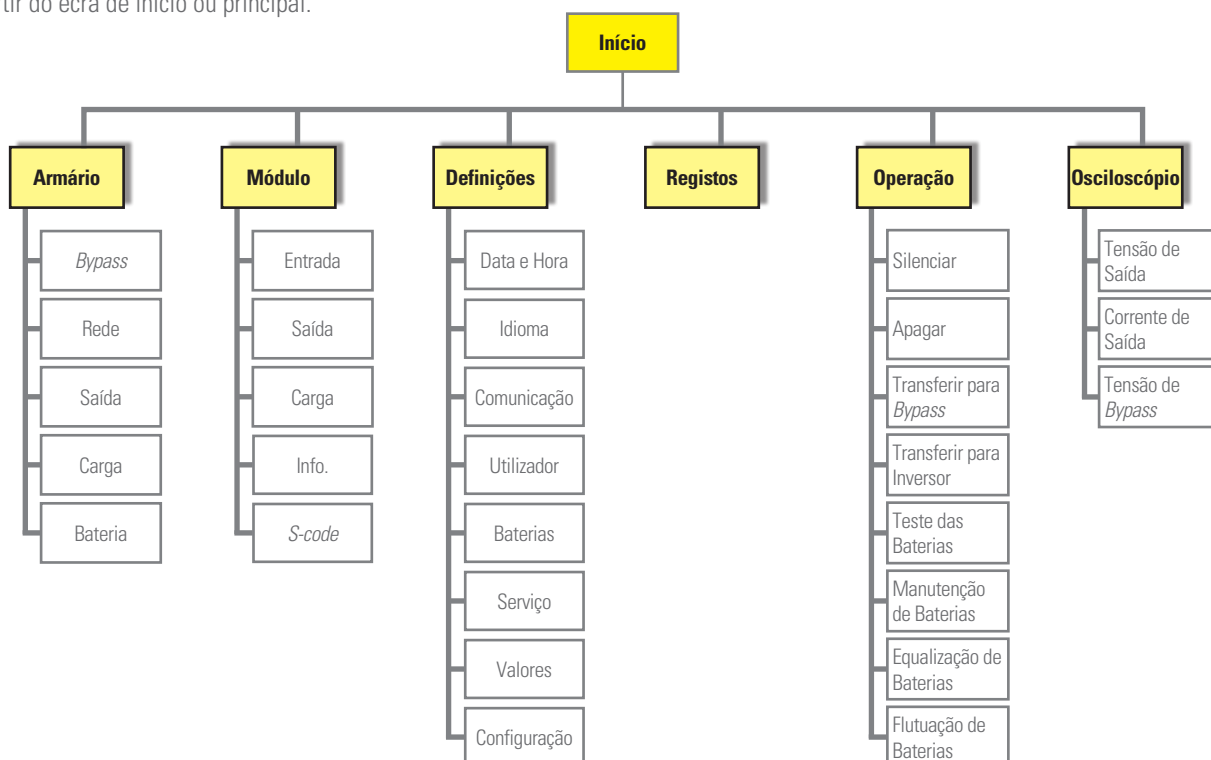 tir do ecrã de início ou principal.
Início
Armário
Módulo
Definições
Registos
Operação
Osciloscópio
Bypass
Rede
Saída
Carga
Bateria
Entrada
Saída
Carga
Info.
S-code
Data e Hora
Idioma
Comunicação
Utilizador
Baterias
Serviço
Valores
Configuração
Silenciar
Apagar
Transferir para
Bypass
Transferir para
Inversor
Teste das
Baterias
Manutenção
de Baterias
Equalização de
Baterias
Flutuação de
Baterias
Tensão de
Saída
Corrente de
Saída
Tensão de
Bypass